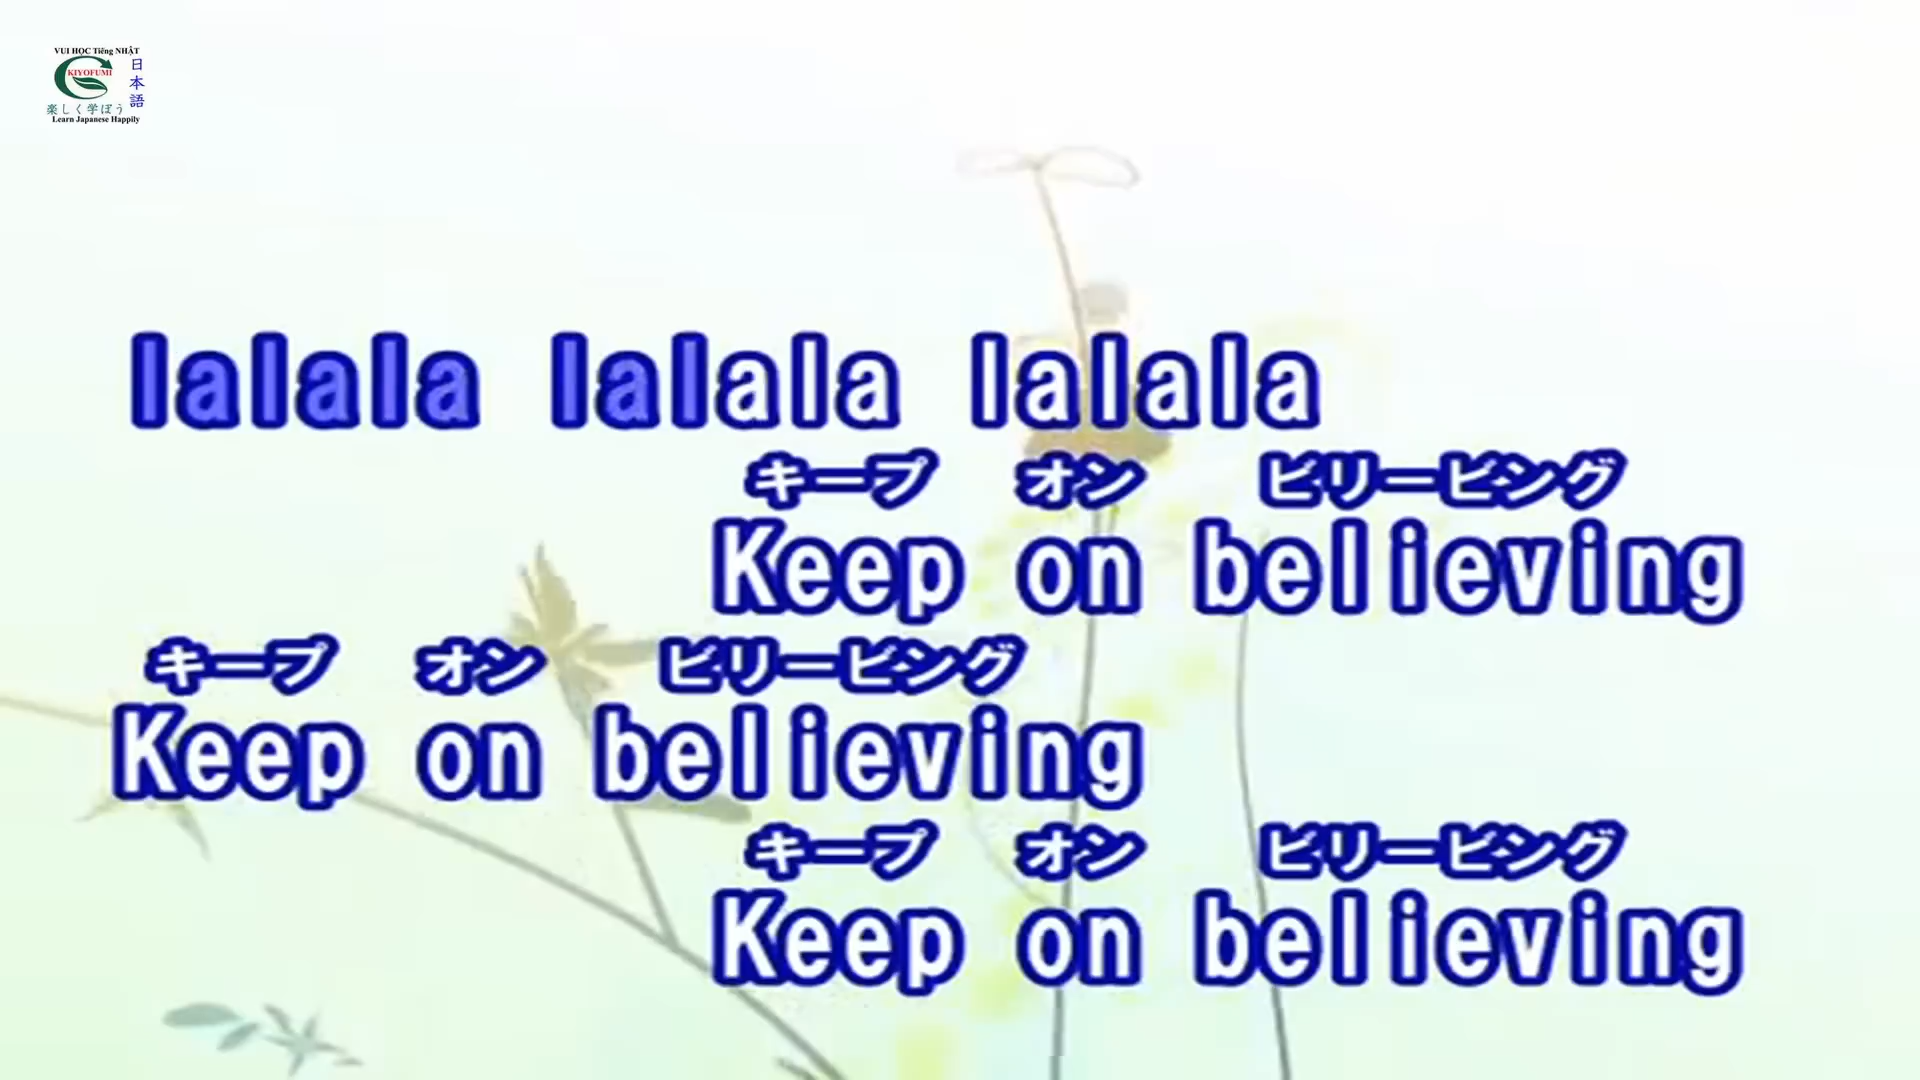 VUI HỌC Tiếng NHẬT
KIYOFUMI
日本語
楽しく学ぼう
Learn Japanese Happily
lalala lalala lalala
キープ オン ビリービング
Keep on believing
キープ オン ビリービング
Keep on believing
キープ オン ビリービング
Keep on believing